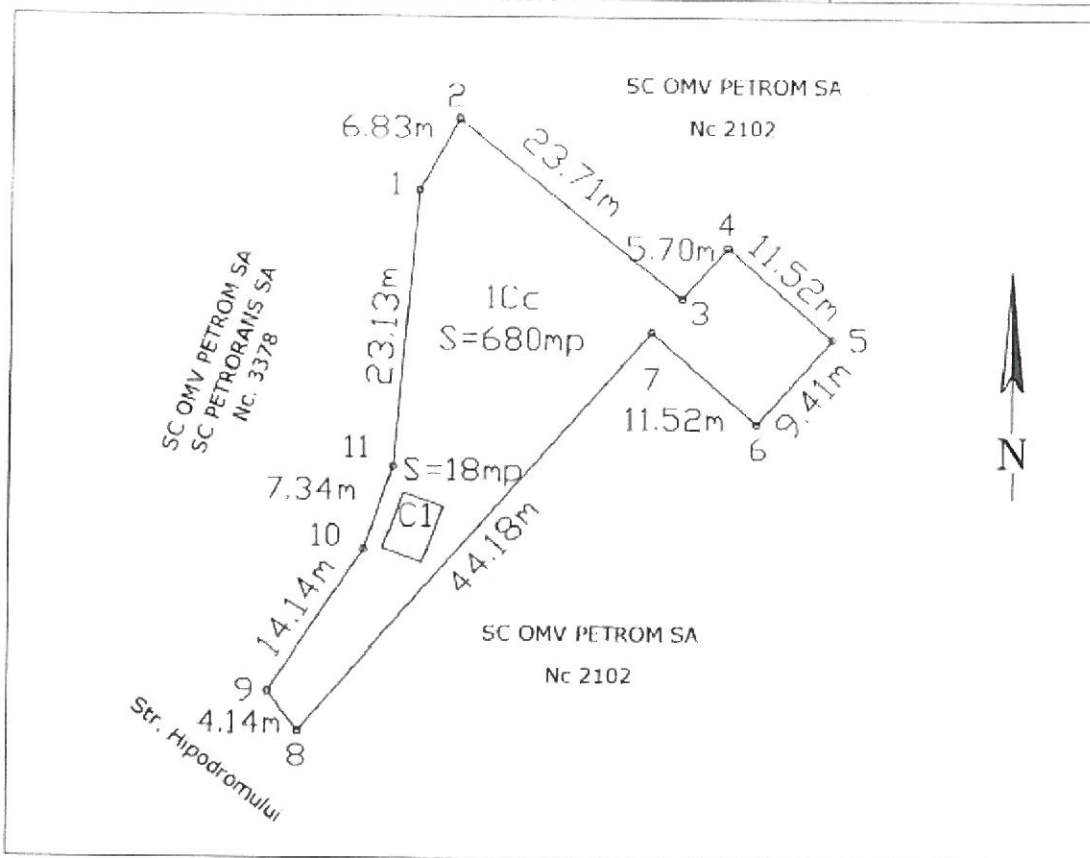 SC OMV PETROM SA
Nc 2102
2
6.83m
23.71m
1
4
5.70m
11.52m
3
5
1Cc
S=680mp
23.13m
SC OMV PETROM SA
SC PETRORANS SA
Nc. 3378
7
11.52m
9.41m
6
N
11
S=18mp
7.34m
C1
10
44.18m
14.14m
SC OMV PETROM SA
Nc 2102
9
4.14m
8
Str. Hipodromului